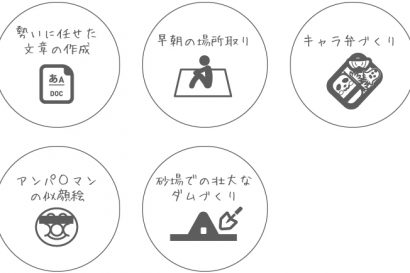 勢いに任せた
文章の作成
あA
DOC
早朝の場所取り
キャラ弁づくり
アンパ〇マン
の似顔絵
砂場での壮大な
ダムづくり